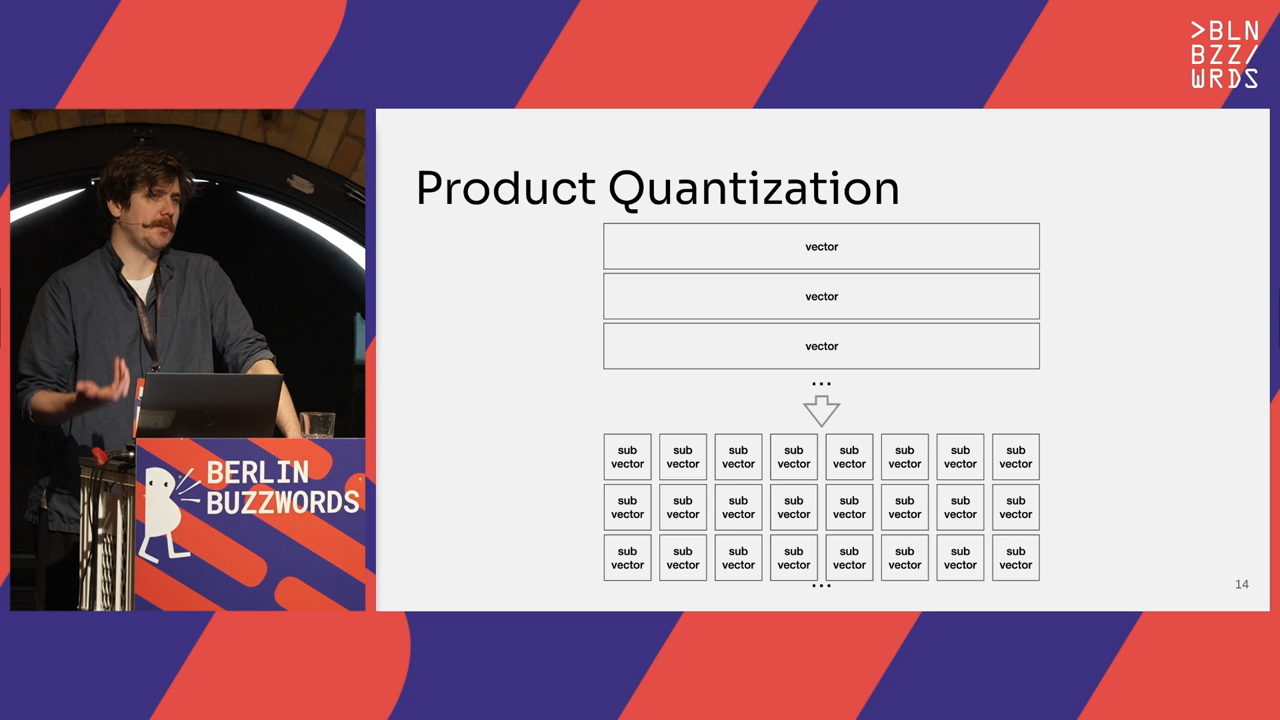 >BLN
BZZ/
WRDS
Product Quantization
vector
vector
vector
...
sub sub sub sub sub sub sub sub
vector vector vector vector vector vector vector vector
sub sub sub sub sub sub sub sub
vector vector vector vector vector vector vector vector
sub sub sub sub sub sub sub sub
vector vector vector vector vector vector vector vector
...
14
BERLIN
BUZZWORDS